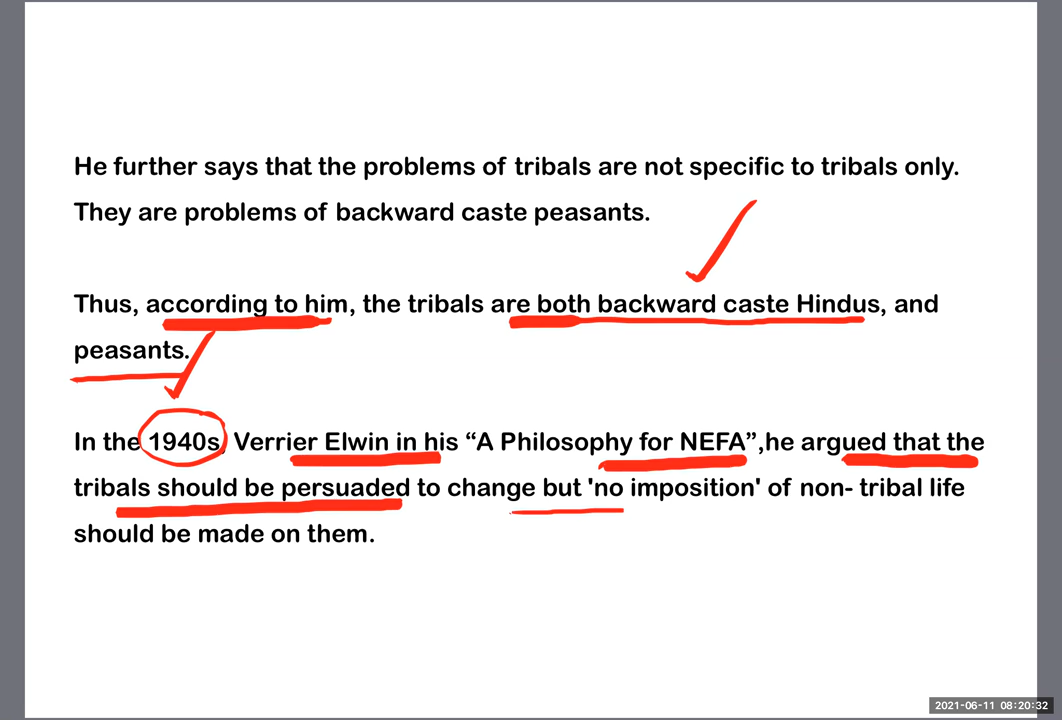 He further says that the problems of tribals are not specific to tribals only.
They are problems of backward caste peasants.
Thus, according to him, the tribals are both backward caste Hindus, and
peasants.
In the 1940s, Verrier Elwin in his “A Philosophy for NEFA”,he argued that the
tribals should be persuaded to change but 'no imposition' of non- tribal life
should be made on them.
2021-06-11 08:20:32